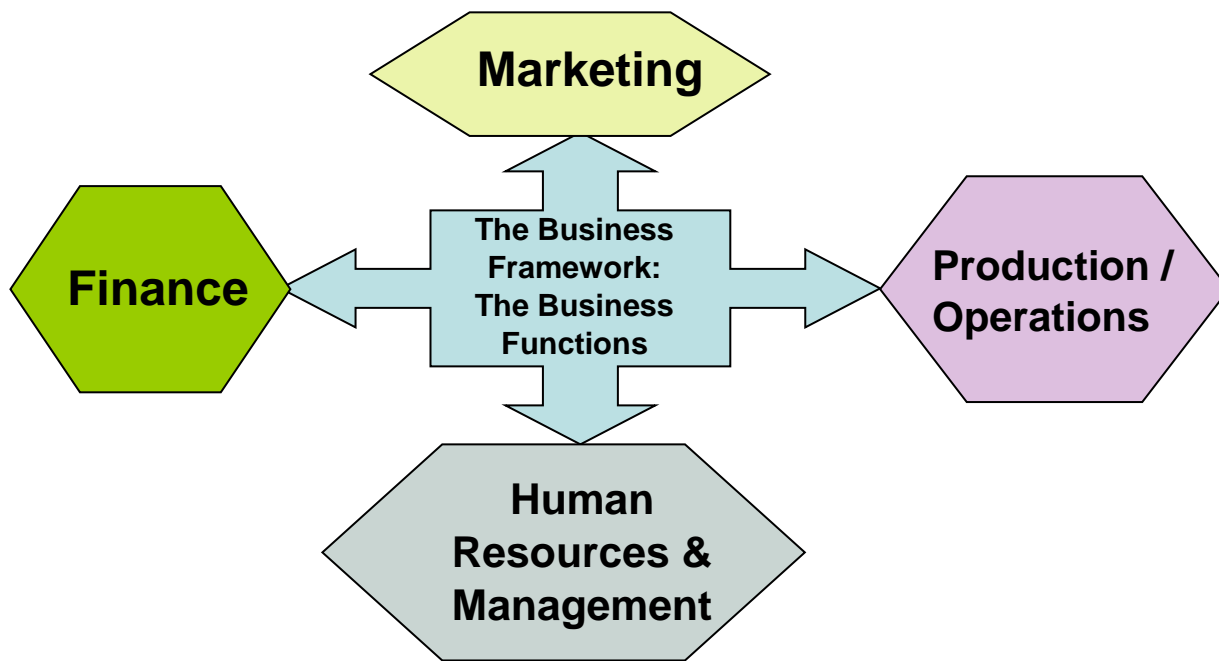 Marketing
The Business
Framework:
The Business
Functions
Finance
Production /
Operations
Human
Resources &
Management